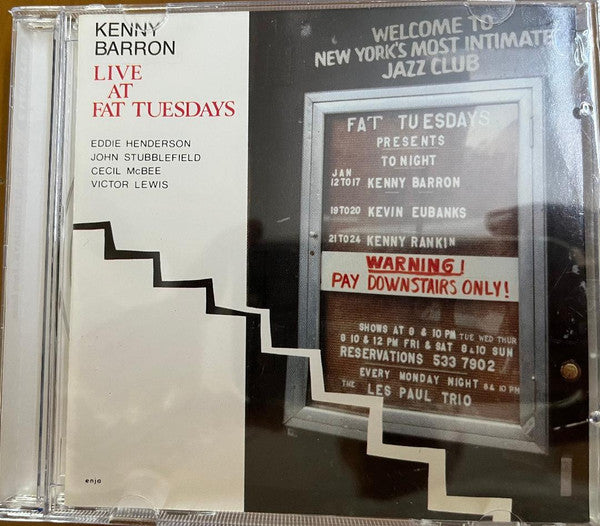 KENNY
BARRON
LIVE
AT
FAT TUESDAYS
EDDIE HENDERSON
JOHN STUBBLEFIELD
CECIL McBEE
VICTOR LEWIS
enja
WELCOME TO
NEW YORK'S MOST INTIMATE
JAZZ CLUB
FAT TUESDAYS
PRESENTS
TO NIGHT
JAN
12 TO 17 KENNY BARRON
19 TO 20 KEVIN EUBANKS
21 TO 24 KENNY RANKIN
WARNING!
PAY DOWNSTAIRS ONLY!
SHOWS AT 8 & 10 PM TUE WED THUR
8 10 & 12 PM FRI & SAT 8 & 10 SUN
RESERVATIONS 533 7902
EVERY MONDAY NIGHT 8 & 10 PM
THE LES PAUL TRIO